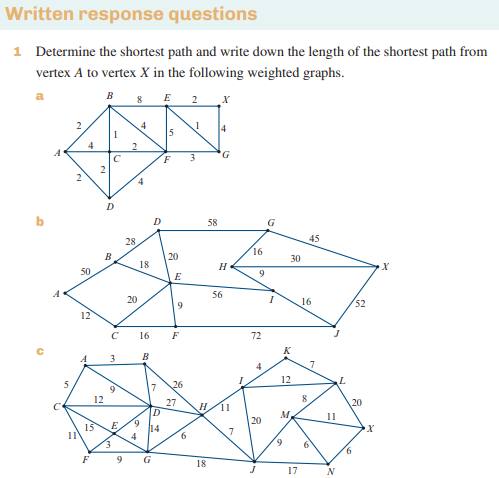 Written response questions
1 Determine the shortest path and write down the length of the shortest path from
vertex A to vertex X in the following weighted graphs.
a
B 8 E 2 X
2 1 4 5 1 4
A 4 C 2 F 3 G
2 2 4
D
b
D 58 G
28 45
B 18 20 16 30
50 H 9 X
E
A 20 9 56 I 16 52
12
C 16 F 72 J
c
A 3 B K
4 7
5 9 7 26 I 12 L
C 12 27 H 11 8 20
D M
15 E 9 14 7 20 11 X
11 3 4 6 9 6 6
F 9 G 18 J 17 N